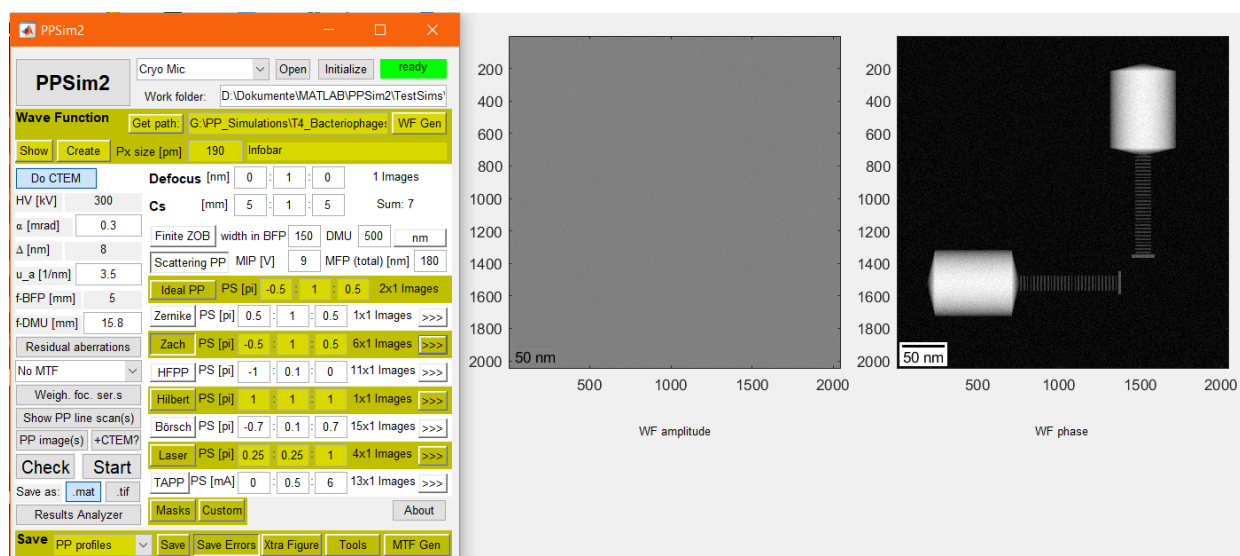 PPSim2
PPSim2
Cryo Mic Open Initialize ready
Work folder: D:\Dokumente\MATLAB\PPSim2\TestSims\
Wave Function Get path: G:\PP_Simulations\T4_Bacteriophages WF Gen
Show Create Px size [pm] 190 Infobar
Do CTEM
HV [kV] 300
α [mrad] 0.3
Δ [nm] 8
u_a [1/nm] 3.5
f-BFP [mm] 5
f-DMU [mm] 15.8
Residual aberrations
No MTF
Weigh. foc. ser.s
Show PP line scan(s)
PP image(s) +CTEM?
Check Start
Save as: .mat .tif
Results Analyzer
Defocus [nm] 0 : 1 : 0 1 Images
Cs [mm] 5 : 1 : 5 Sum: 7
Finite ZOB width in BFP 150 DMU 500 nm
Scattering PP MIP [V] 9 MFP (total) [nm] 180
Ideal PP PS [pi] -0.5 : 1 : 0.5 2x1 Images
Zernike PS [pi] 0.5 : 1 : 0.5 1x1 Images >>>
Zach PS [pi] -0.5 : 1 : 0.5 6x1 Images >>>
HFPP PS [pi] -1 : 0.1 : 0 11x1 Images >>>
Hilbert PS [pi] 1 : 1 : 1 1x1 Images >>>
Börsch PS [pi] -0.7 : 0.1 : 0.7 15x1 Images >>>
Laser PS [pi] 0.25 : 0.25 : 1 4x1 Images >>>
TAPP PS [mA] 0 : 0.5 : 6 13x1 Images >>>
Masks Custom About
Save PP profiles Save Save Errors Xtra Figure Tools MTF Gen
200
400
600
800
1000
1200
1400
1600
1800
2000
50 nm
500 1000 1500 2000
WF amplitude
200
400
600
800
1000
1200
1400
1600
1800
2000
50 nm
500 1000 1500 2000
WF phase